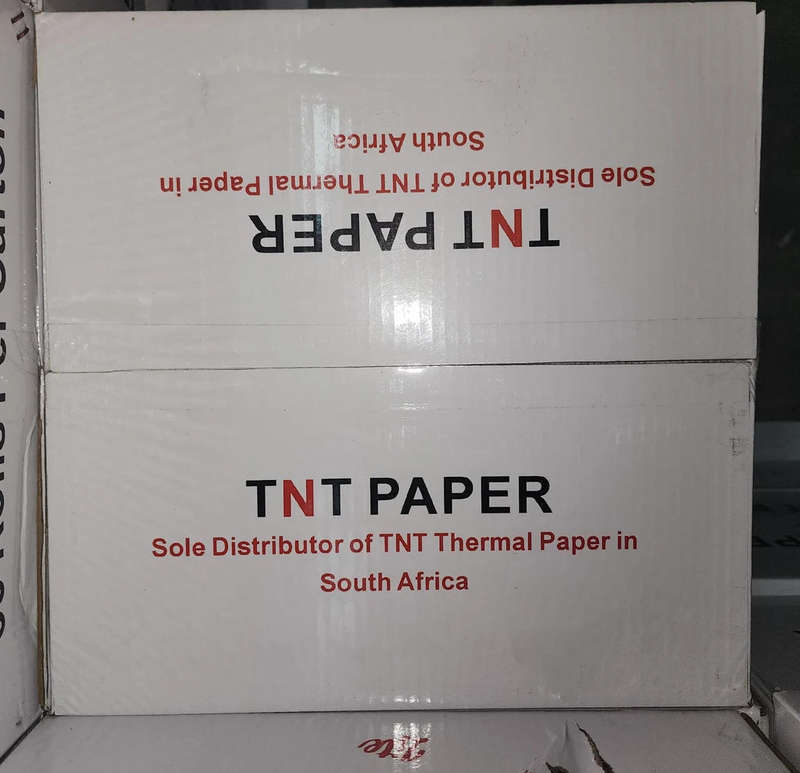 South Africa
Sole Distributor of TNT Thermal Paper in
TNT PAPER
TNT PAPER
Sole Distributor of TNT Thermal Paper in
South Africa